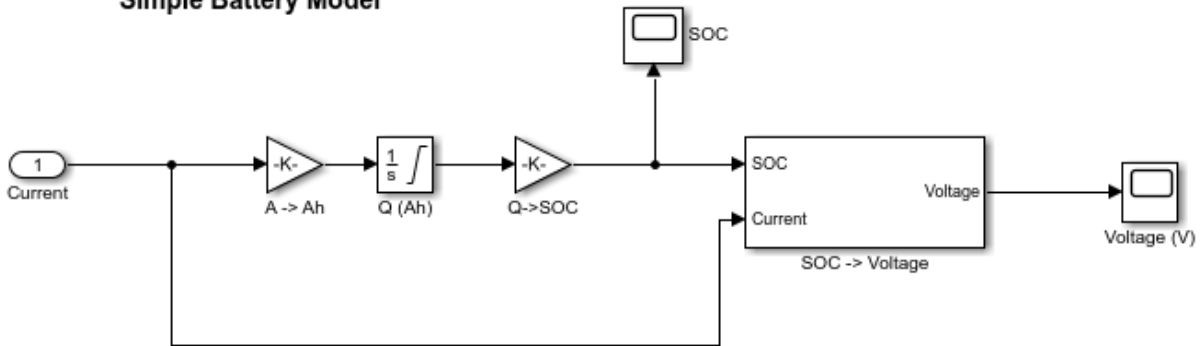 Simple Battery Model
SOC
1
Current
-K-
A -> Ah
1
s
Q (Ah)
-K-
Q->SOC
SOC
Current
Voltage
SOC -> Voltage
Voltage (V)